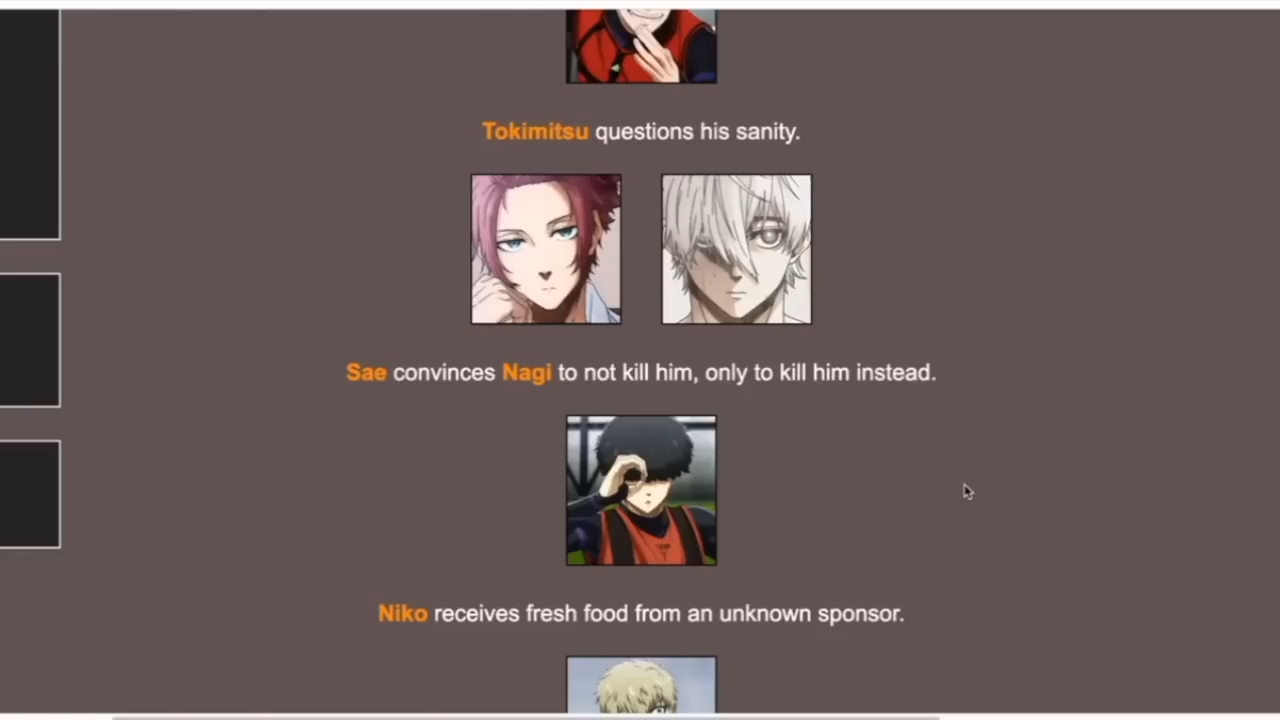 Tokimitsu questions his sanity.
Sae convinces Nagi to not kill him, only to kill him instead.
Niko receives fresh food from an unknown sponsor.